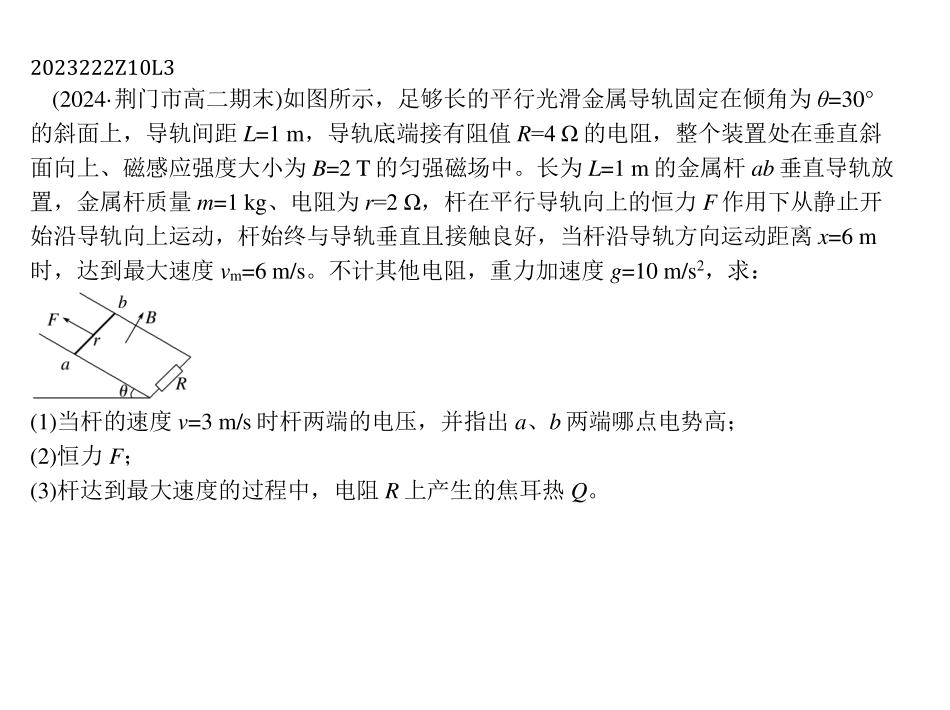 2023222Z10L3
(2024·荆门市高二期末)如图所示，足够长的平行光滑金属导轨固定在倾角为 θ=30°
的斜面上，导轨间距 L=1 m，导轨底端接有阻值 R=4 Ω 的电阻，整个装置处在垂直斜
面向上、磁感应强度大小为 B=2 T 的匀强磁场中。长为 L=1 m 的金属杆 ab 垂直导轨放
置，金属杆质量 m=1 kg、电阻为 r=2 Ω，杆在平行导轨向上的恒力 F 作用下从静止开
始沿导轨向上运动，杆始终与导轨垂直且接触良好，当杆沿导轨方向运动距离 x=6 m
时，达到最大速度 vm=6 m/s。不计其他电阻，重力加速度 g=10 m/s²，求：
b
F
B
r
a
θ
R
(1)当杆的速度 v=3 m/s 时杆两端的电压，并指出 a、b 两端哪点电势高；
(2)恒力 F；
(3)杆达到最大速度的过程中，电阻 R 上产生的焦耳热 Q。